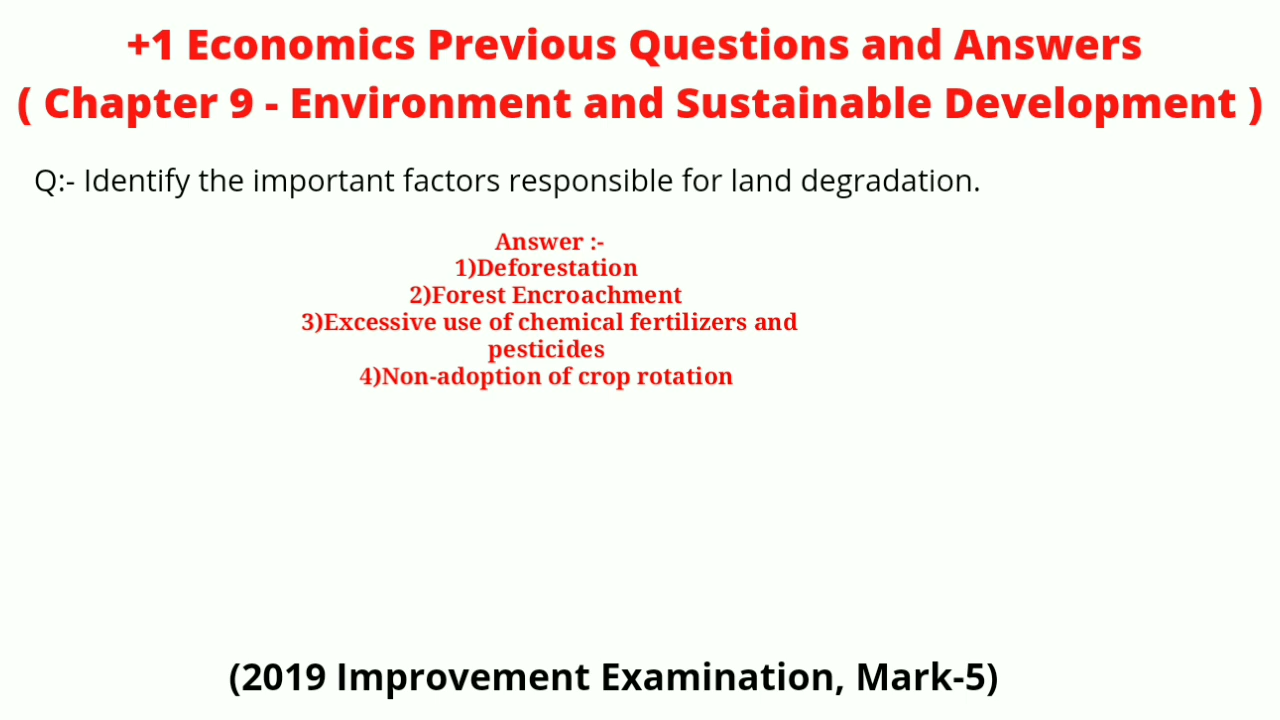 +1 Economics Previous Questions and Answers
( Chapter 9 - Environment and Sustainable Development )
Q:- Identify the important factors responsible for land degradation.
Answer :-
1)Deforestation
2)Forest Encroachment
3)Excessive use of chemical fertilizers and
pesticides
4)Non-adoption of crop rotation
(2019 Improvement Examination, Mark-5)